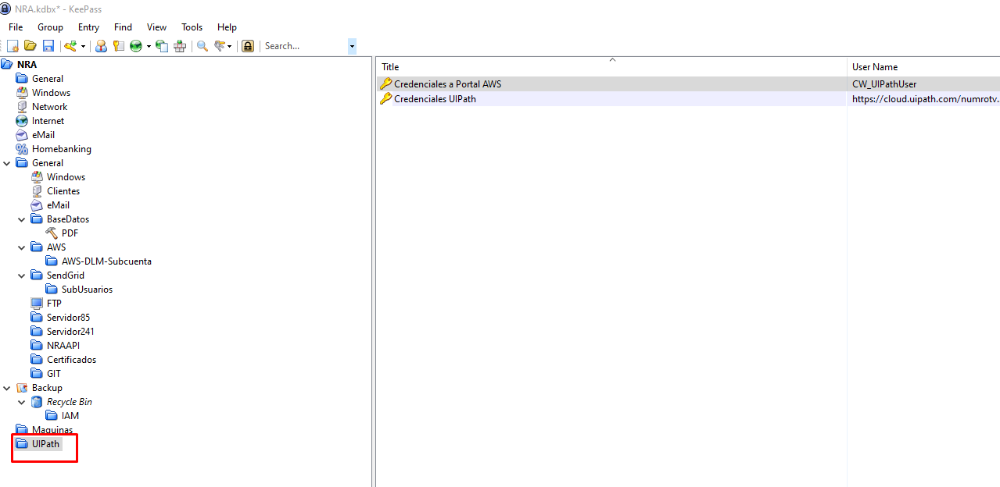 NRA.kdbx* - KeePass
File Group Entry Find View Tools Help
Search...
NRA
General
Windows
Network
Internet
eMail
Homebanking
General
Windows
Clientes
eMail
BaseDatos
PDF
AWS
AWS-DLM-Subcuenta
SendGrid
SubUsuarios
FTP
Servidor85
Servidor241
NRAAPI
Certificados
GIT
Backup
Recycle Bin
IAM
Maquinas
UIPath
Title User Name
Credenciales a Portal AWS CW_UIPathUser
Credenciales UIPath https://cloud.uipath.com/numrotv.